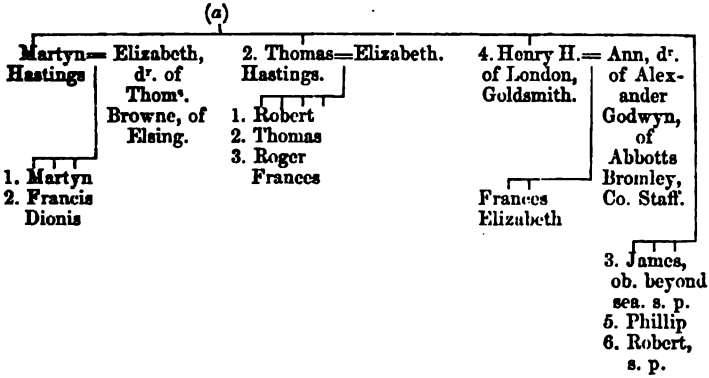 (a)
Martyn= Elizabeth,
Hastings dr. of
Thoms.
Browne, of
Elsing.
1. Martyn
2. Francis
Dionis
2. Thomas=Elizabeth.
Hastings.
1. Robert
2. Thomas
3. Roger
Frances
4. Henry H.= Ann, dr.
of London, of Alex-
Goldsmith. ander
Godwyn,
of
Abbotts
Bromley,
Co. Staff.
Frances
Elizabeth
3. James,
ob. beyond
sea. s. p.
5. Phillip
6. Robert,
s. p.